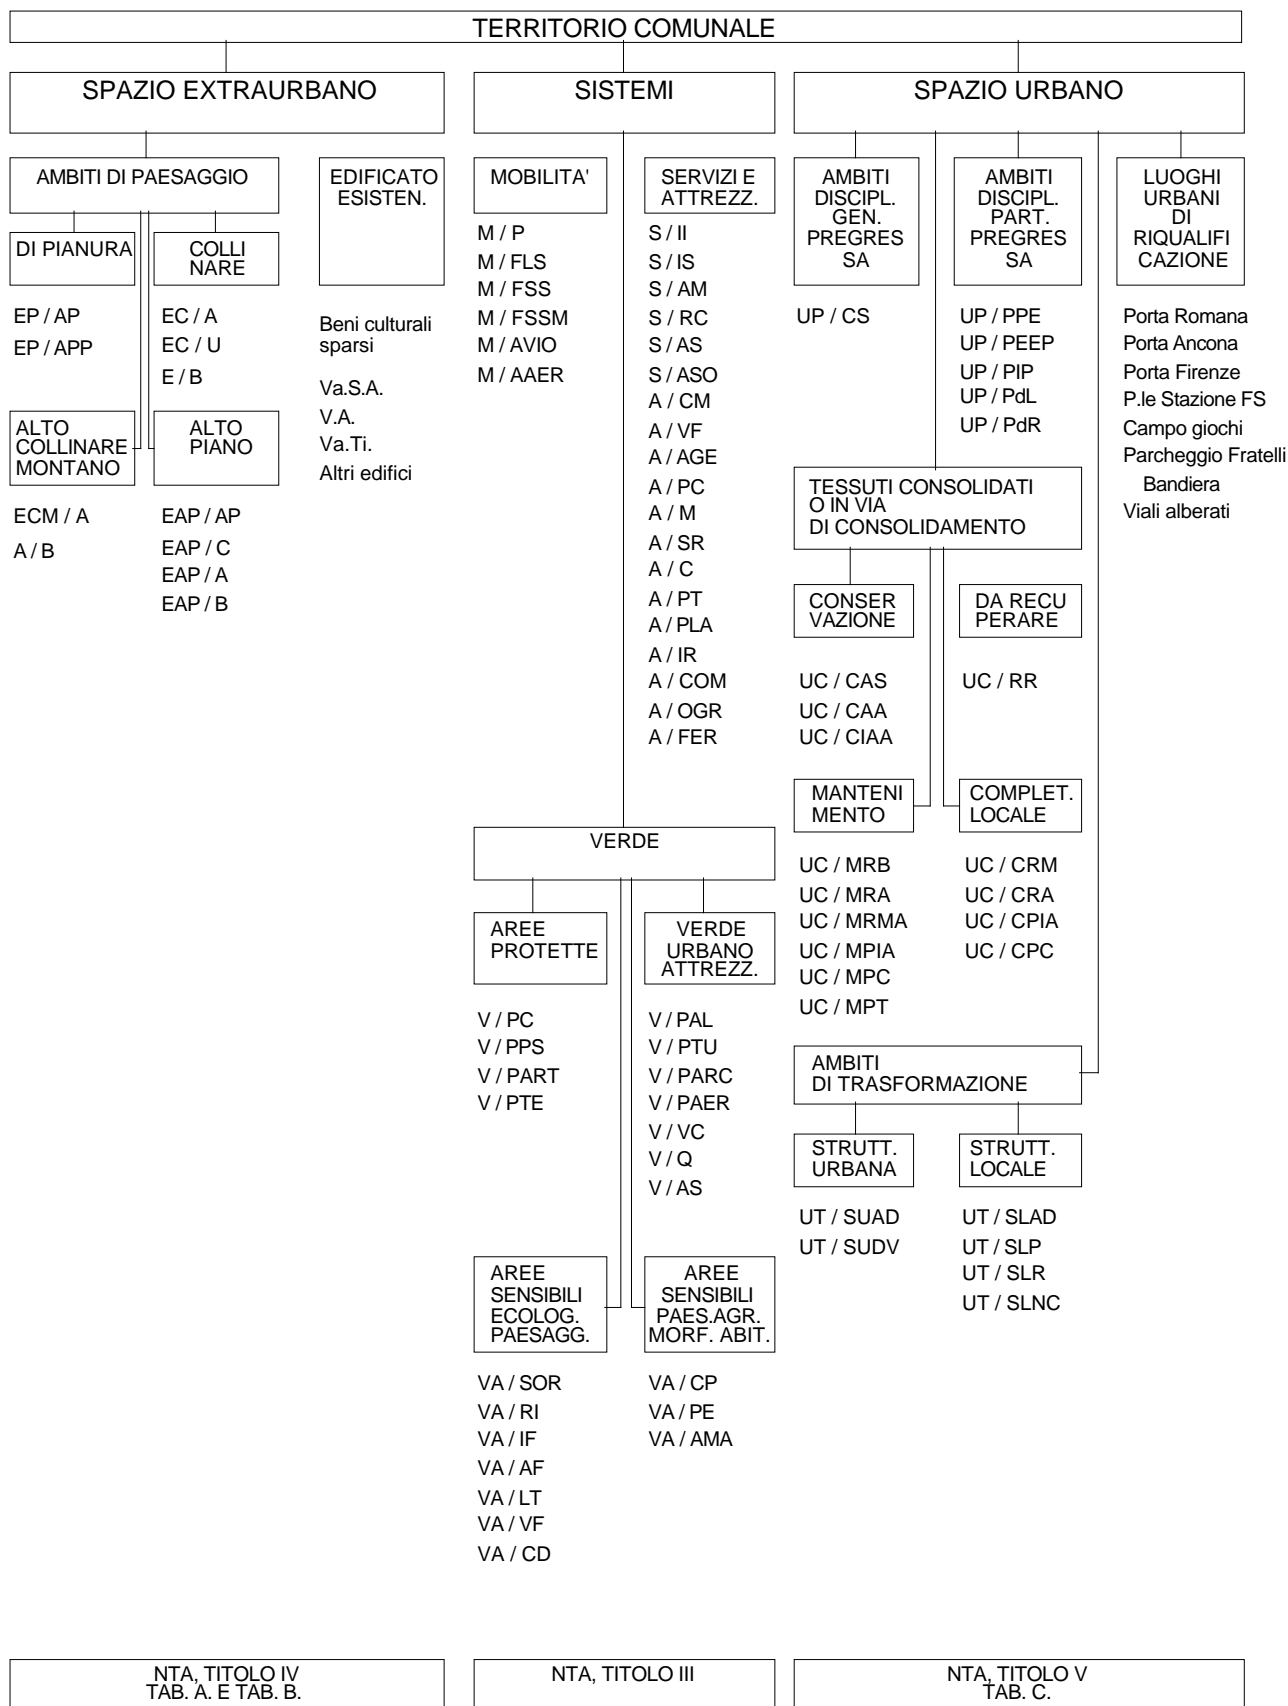 TERRITORIO COMUNALE
SPAZIO EXTRAURBANO
AMBITI DI PAESAGGIO
DI PIANURA
EP / AP
EP / APP
COLLI
NARE
EC / A
EC / U
E / B
ALTO
COLLINARE
MONTANO
ECM / A
A / B
ALTO
PIANO
EAP / AP
EAP / C
EAP / A
EAP / B
EDIFICATO
ESISTEN.
Beni culturali
sparsi
Va.S.A.
V.A.
Va.Ti.
Altri edifici
SISTEMI
MOBILITA'
M / P
M / FLS
M / FSS
M / FSSM
M / AVIO
M / AAER
SERVIZI E
ATTREZZ.
S / II
S / IS
S / AM
S / RC
S / AS
S / ASO
A / CM
A / VF
A / AGE
A / PC
A / M
A / SR
A / C
A / PT
A / PLA
A / IR
A / COM
A / OGR
A / FER
VERDE
AREE
PROTETTE
V / PC
V / PPS
V / PART
V / PTE
VERDE
URBANO
ATTREZZ.
V / PAL
V / PTU
V / PARC
V / PAER
V / VC
V / Q
V / AS
AREE
SENSIBILI
ECOLOG.
PAESAGG.
VA / SOR
VA / RI
VA / IF
VA / AF
VA / LT
VA / VF
VA / CD
AREE
SENSIBILI
PAES.AGR.
MORF. ABIT.
VA / CP
VA / PE
VA / AMA
SPAZIO URBANO
AMBITI
DISCIPL.
GEN.
PREGRES
SA
UP / CS
AMBITI
DISCIPL.
PART.
PREGRES
SA
UP / PPE
UP / PEEP
UP / PIP
UP / PdL
UP / PdR
LUOGHI
URBANI
DI
RIQUALIFI
CAZIONE
Porta Romana
Porta Ancona
Porta Firenze
P.le Stazione FS
Campo giochi
Parcheggio Fratelli
Bandiera
Viali alberati
TESSUTI CONSOLIDATI
O IN VIA
DI CONSOLIDAMENTO
CONSER
VAZIONE
UC / CAS
UC / CAA
UC / CIAA
DA RECU
PERARE
UC / RR
MANTENI
MENTO
UC / MRB
UC / MRA
UC / MRMA
UC / MPIA
UC / MPC
UC / MPT
COMPLET.
LOCALE
UC / CRM
UC / CRA
UC / CPIA
UC / CPC
AMBITI
DI TRASFORMAZIONE
STRUTT.
URBANA
UT / SUAD
UT / SUDV
STRUTT.
LOCALE
UT / SLAD
UT / SLP
UT / SLR
UT / SLNC
NTA, TITOLO IV
TAB. A. E TAB. B.
NTA, TITOLO III
NTA, TITOLO V
TAB. C.